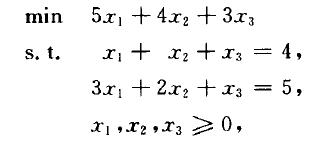 min 5x₁ + 4x₂ + 3x₃
s. t. x₁ + x₂ + x₃ = 4,
3x₁ + 2x₂ + x₃ = 5,
x₁, x₂, x₃ ⩾ 0,